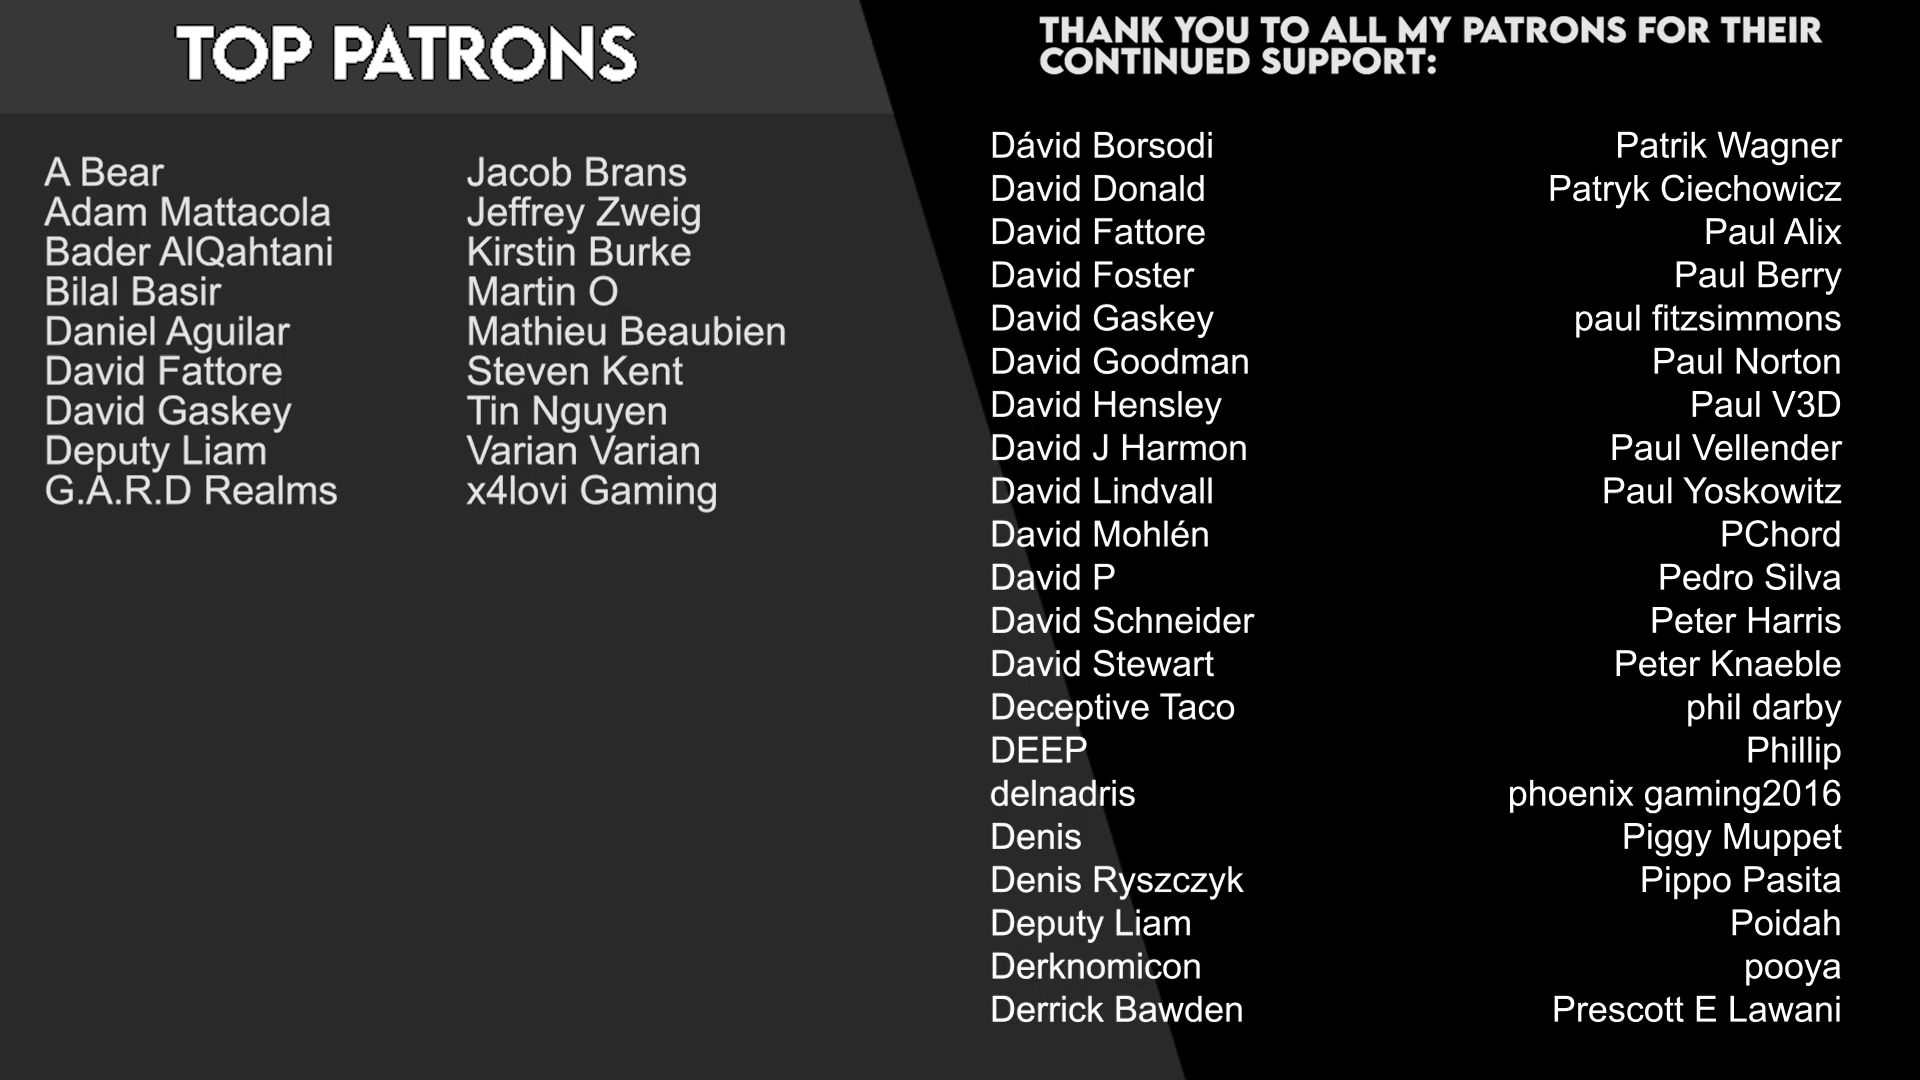 TOP PATRONS
A Bear
Adam Mattacola
Bader AlQahtani
Bilal Basir
Daniel Aguilar
David Fattore
David Gaskey
Deputy Liam
G.A.R.D Realms
Jacob Brans
Jeffrey Zweig
Kirstin Burke
Martin O
Mathieu Beaubien
Steven Kent
Tin Nguyen
Varian Varian
x4lovi Gaming
THANK YOU TO ALL MY PATRONS FOR THEIR
CONTINUED SUPPORT:
Dávid Borsodi
David Donald
David Fattore
David Foster
David Gaskey
David Goodman
David Hensley
David J Harmon
David Lindvall
David Mohlén
David P
David Schneider
David Stewart
Deceptive Taco
DEEP
delnadris
Denis
Denis Ryszczyk
Deputy Liam
Derknomicon
Derrick Bawden
Patrik Wagner
Patryk Ciechowicz
Paul Alix
Paul Berry
paul fitzsimmons
Paul Norton
Paul V3D
Paul Vellender
Paul Yoskowitz
PChord
Pedro Silva
Peter Harris
Peter Knaeble
phil darby
Phillip
phoenix gaming2016
Piggy Muppet
Pippo Pasita
Poidah
pooya
Prescott E Lawani